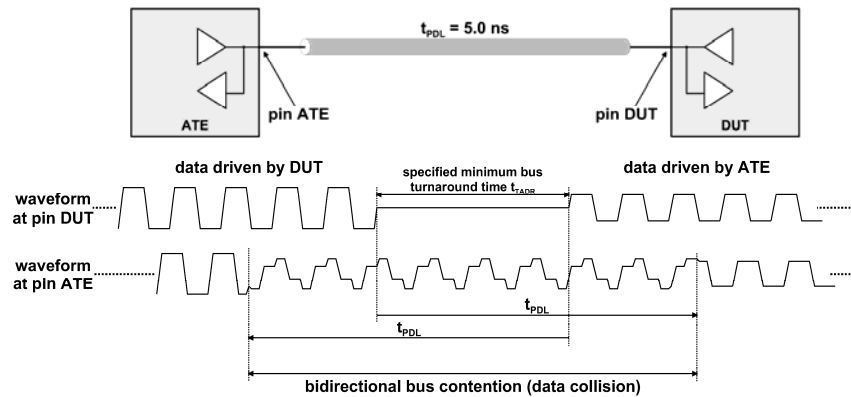 tPDL = 5.0 ns
pin ATE
pin DUT
ATE
DUT
data driven by DUT
specified minimum bus
turnaround time tTADR
data driven by ATE
waveform
at pin DUT
waveform
at pin ATE
tPDL
tPDL
bidirectional bus contention (data collision)